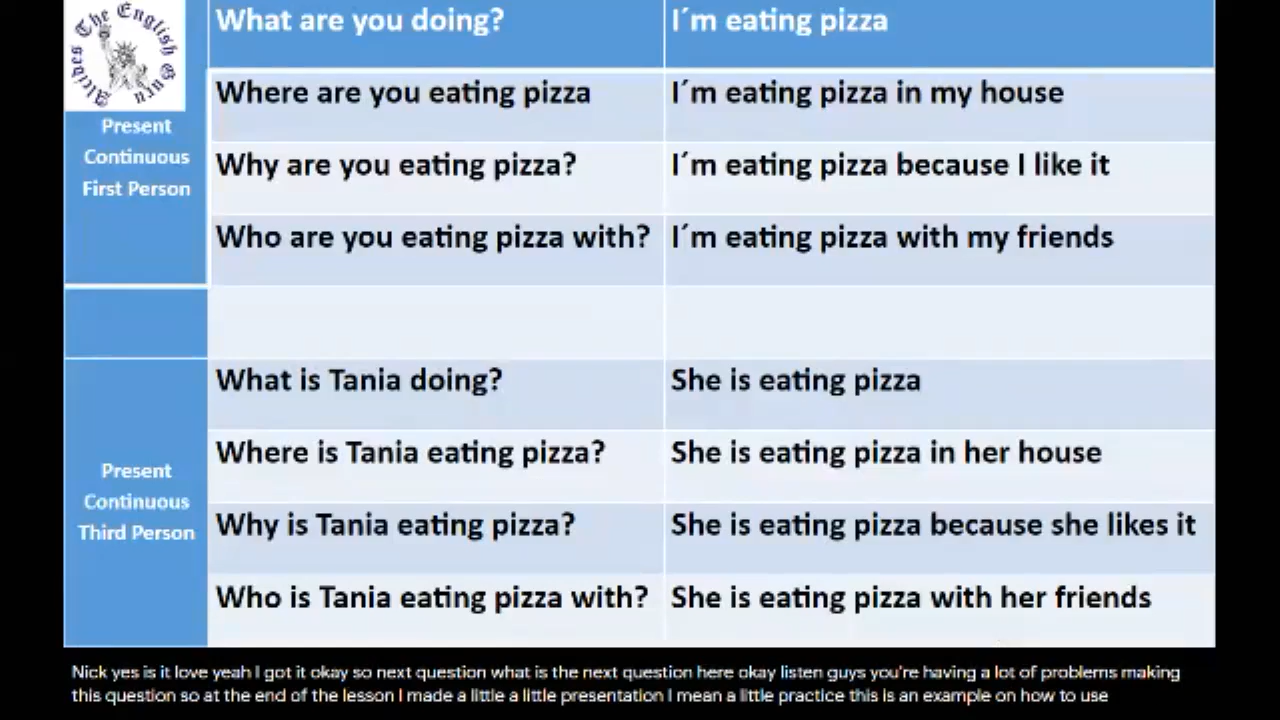 The English Guru
Alcibes
What are you doing?
I´m eating pizza
Present
Continuous
First Person
Where are you eating pizza
I´m eating pizza in my house
Why are you eating pizza?
I´m eating pizza because I like it
Who are you eating pizza with?
I´m eating pizza with my friends
Present
Continuous
Third Person
What is Tania doing?
She is eating pizza
Where is Tania eating pizza?
She is eating pizza in her house
Why is Tania eating pizza?
She is eating pizza because she likes it
Who is Tania eating pizza with?
She is eating pizza with her friends
Nick yes is it love yeah I got it okay so next question what is the next question here okay listen guys you're having a lot of problems making
this question so at the end of the lesson I made a little a little presentation I mean a little practice this is an example on how to use